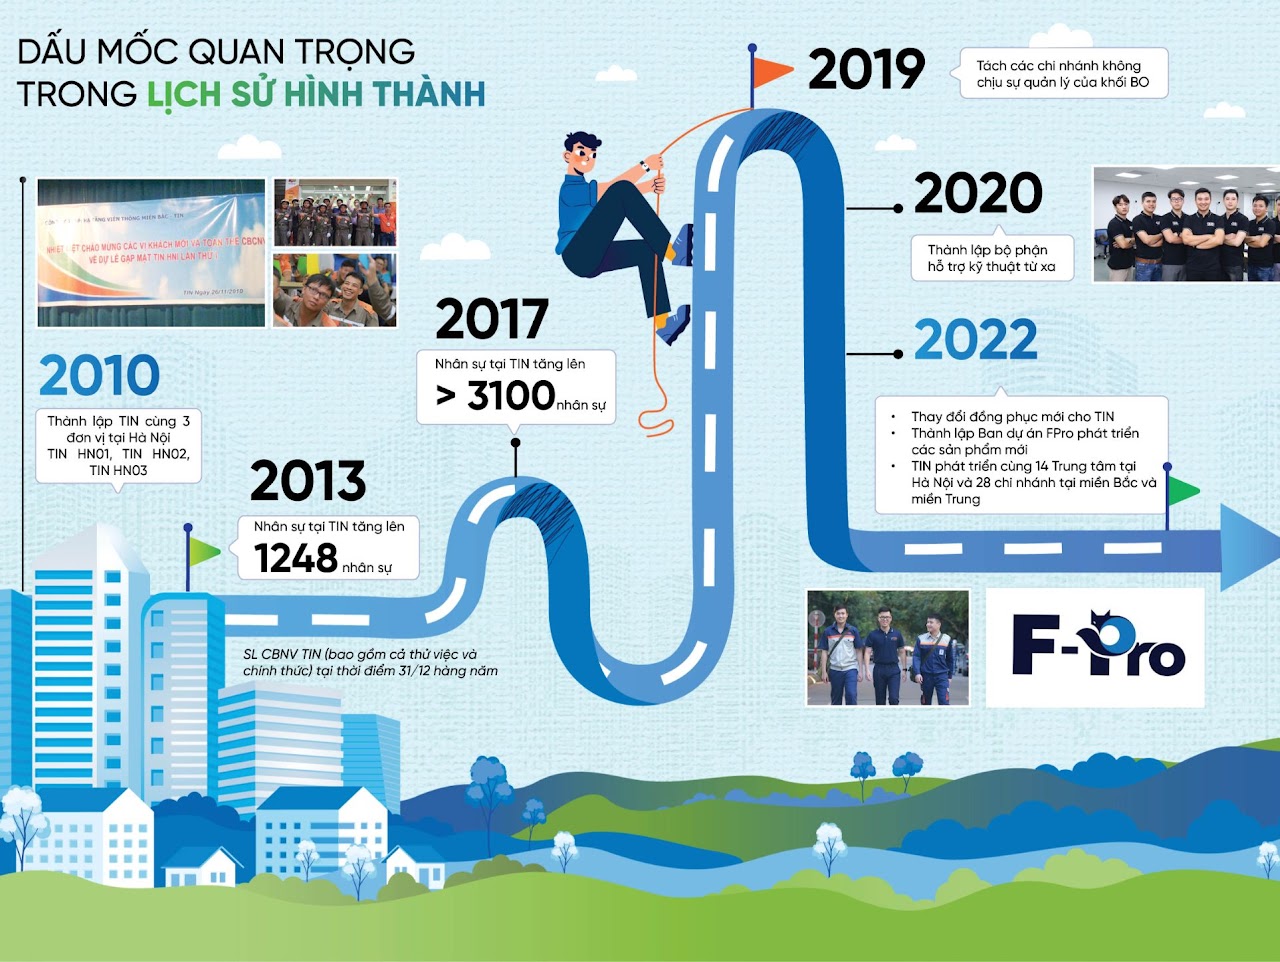 DẤU MỐC QUAN TRỌNG
TRONG LỊCH SỬ HÌNH THÀNH
VIỄN THÔNG MIỀN BẮC - TIN
CHÀO MỪNG CÁC VỊ KHÁCH MỜI VÀ TOÀN THỂ CBCNV
VỀ DỰ LỄ GẶP MẶT TIN HNI LẦN THỨ I
TIN Ngày 26/11/2010
2010
Thành lập TIN cùng 3
đơn vị tại Hà Nội
TIN HN01, TIN HN02,
TIN HN03
2013
Nhân sự tại TIN tăng lên
1248 nhân sự
SL CBNV TIN (bao gồm cả thử việc và
chính thức) tại thời điểm 31/12 hàng năm
2017
Nhân sự tại TIN tăng lên
> 3100 nhân sự
2019
Tách các chi nhánh không
chịu sự quản lý của khối BO
2020
Thành lập bộ phận
hỗ trợ kỹ thuật từ xa
2022
• Thay đổi đồng phục mới cho TIN
• Thành lập Ban dự án FPro phát triển
các sản phẩm mới
• TIN phát triển cùng 14 Trung tâm tại
Hà Nội và 28 chi nhánh tại miền Bắc và
miền Trung
F-Pro